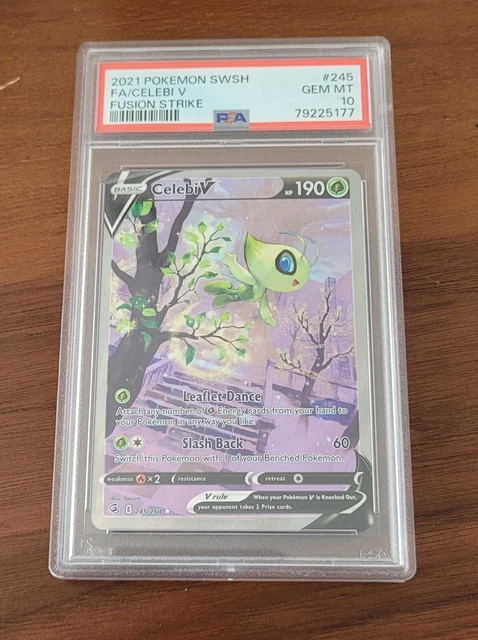 2021 POKEMON SWSH #245
FA/CELEBI V GEM MT
FUSION STRIKE 10
PSA 79225177
BASIC Celebi V HP 190
Leaflet Dance
Attach any number of Energy cards from your hand to
your Pokémon in any way you like.
Slash Back 60
Switch this Pokémon with 1 of your Benched Pokémon.
weakness ×2 resistance retreat
V rule When your Pokémon V is Knocked Out,
your opponent takes 2 Prize cards.
245/264